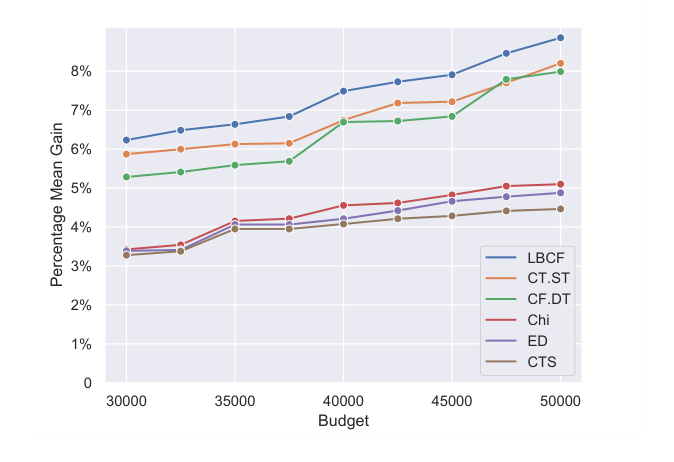 Percentage Mean Gain
8%
7%
6%
5%
4%
3%
2%
1%
0
30000 35000 40000 45000 50000
Budget
LBCF
CT.ST
CF.DT
Chi
ED
CTS